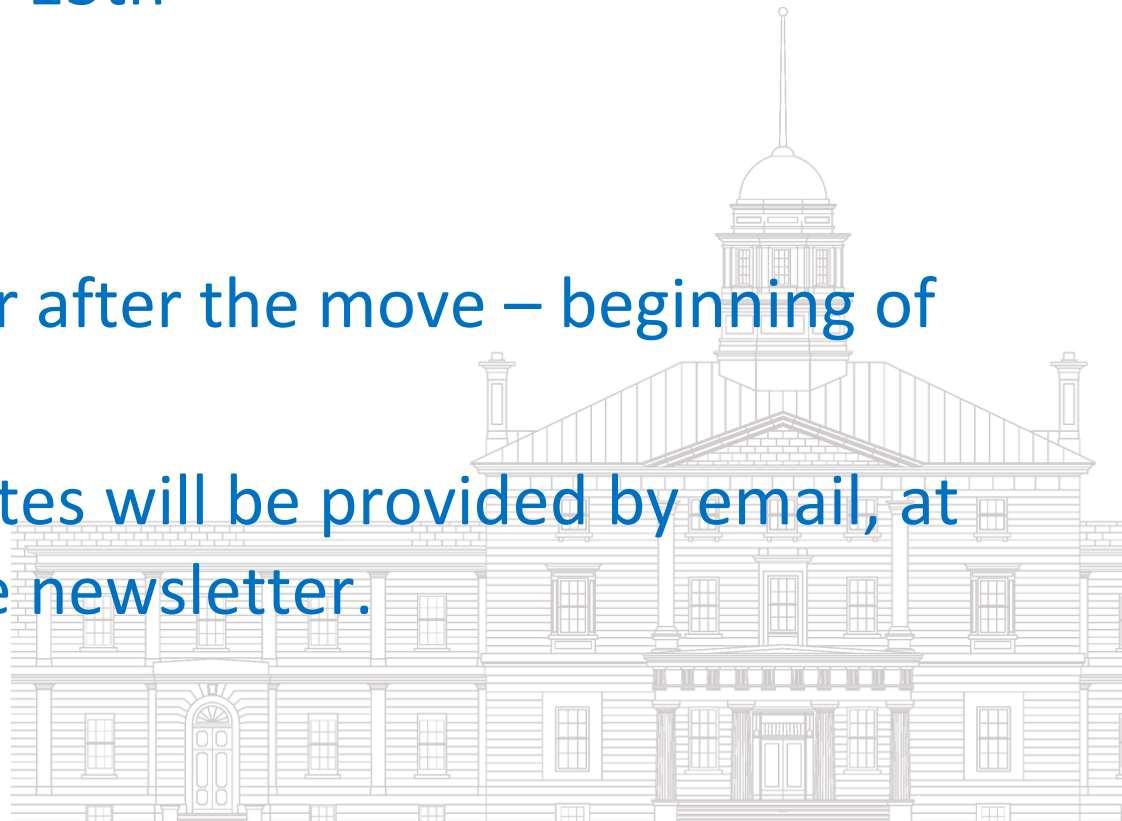 r after the move – beginning of
tes will be provided by email, at
e newsletter.